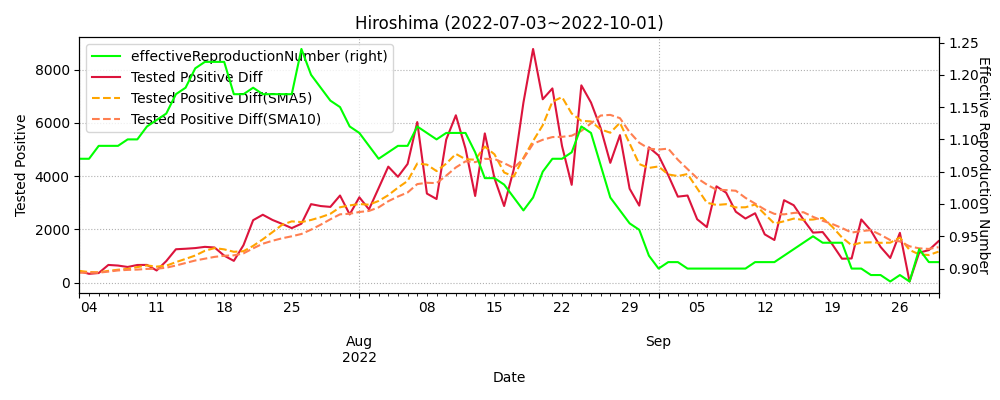 Hiroshima (2022-07-03~2022-10-01)
effectiveReproductionNumber (right)
Tested Positive Diff
Tested Positive Diff(SMA5)
Tested Positive Diff(SMA10)
Tested Positive
8000
6000
4000
2000
0
1.25
1.20
1.15
1.10
1.05
1.00
0.95
0.90
Effective Reproduction Number
04 11 18 25 08 15 22 29 05 12 19 26
Aug Sep
2022
Date